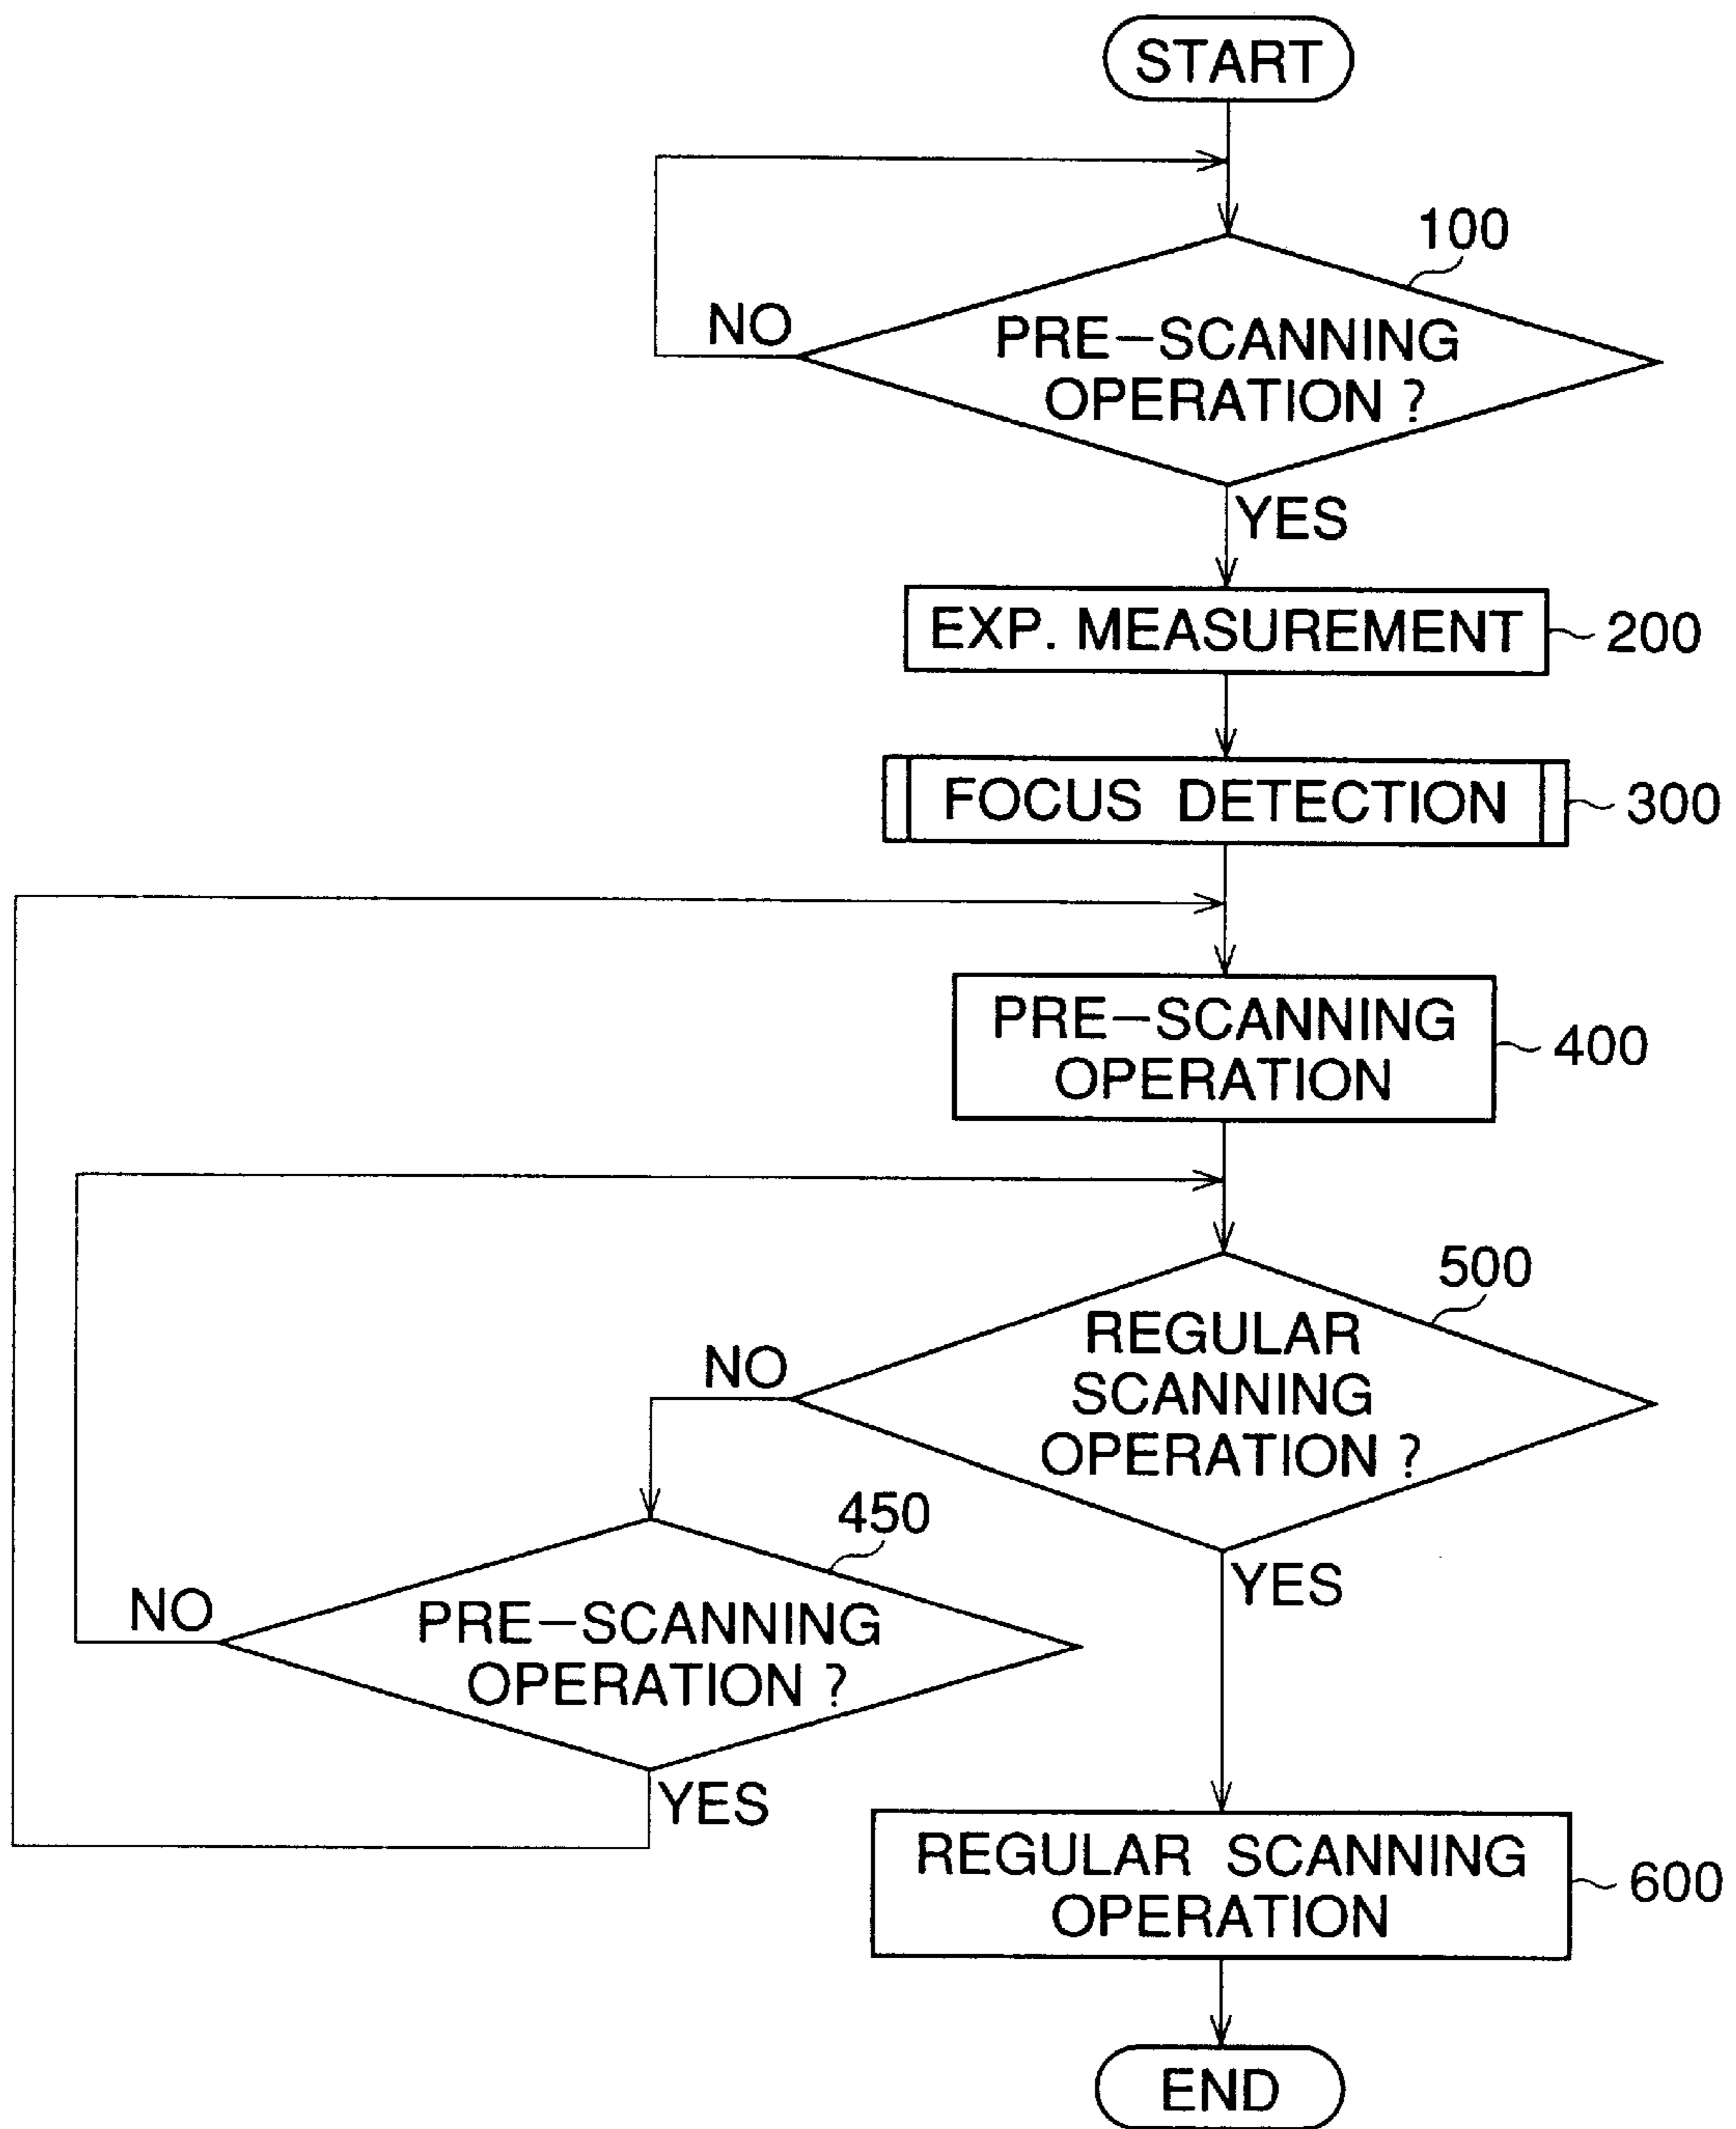 START
100
NO
PRE-SCANNING
OPERATION ?
YES
EXP. MEASUREMENT
200
FOCUS DETECTION
300
PRE-SCANNING
OPERATION
400
500
REGULAR
SCANNING
OPERATION ?
NO
YES
450
NO
PRE-SCANNING
OPERATION ?
YES
REGULAR SCANNING
OPERATION
600
END